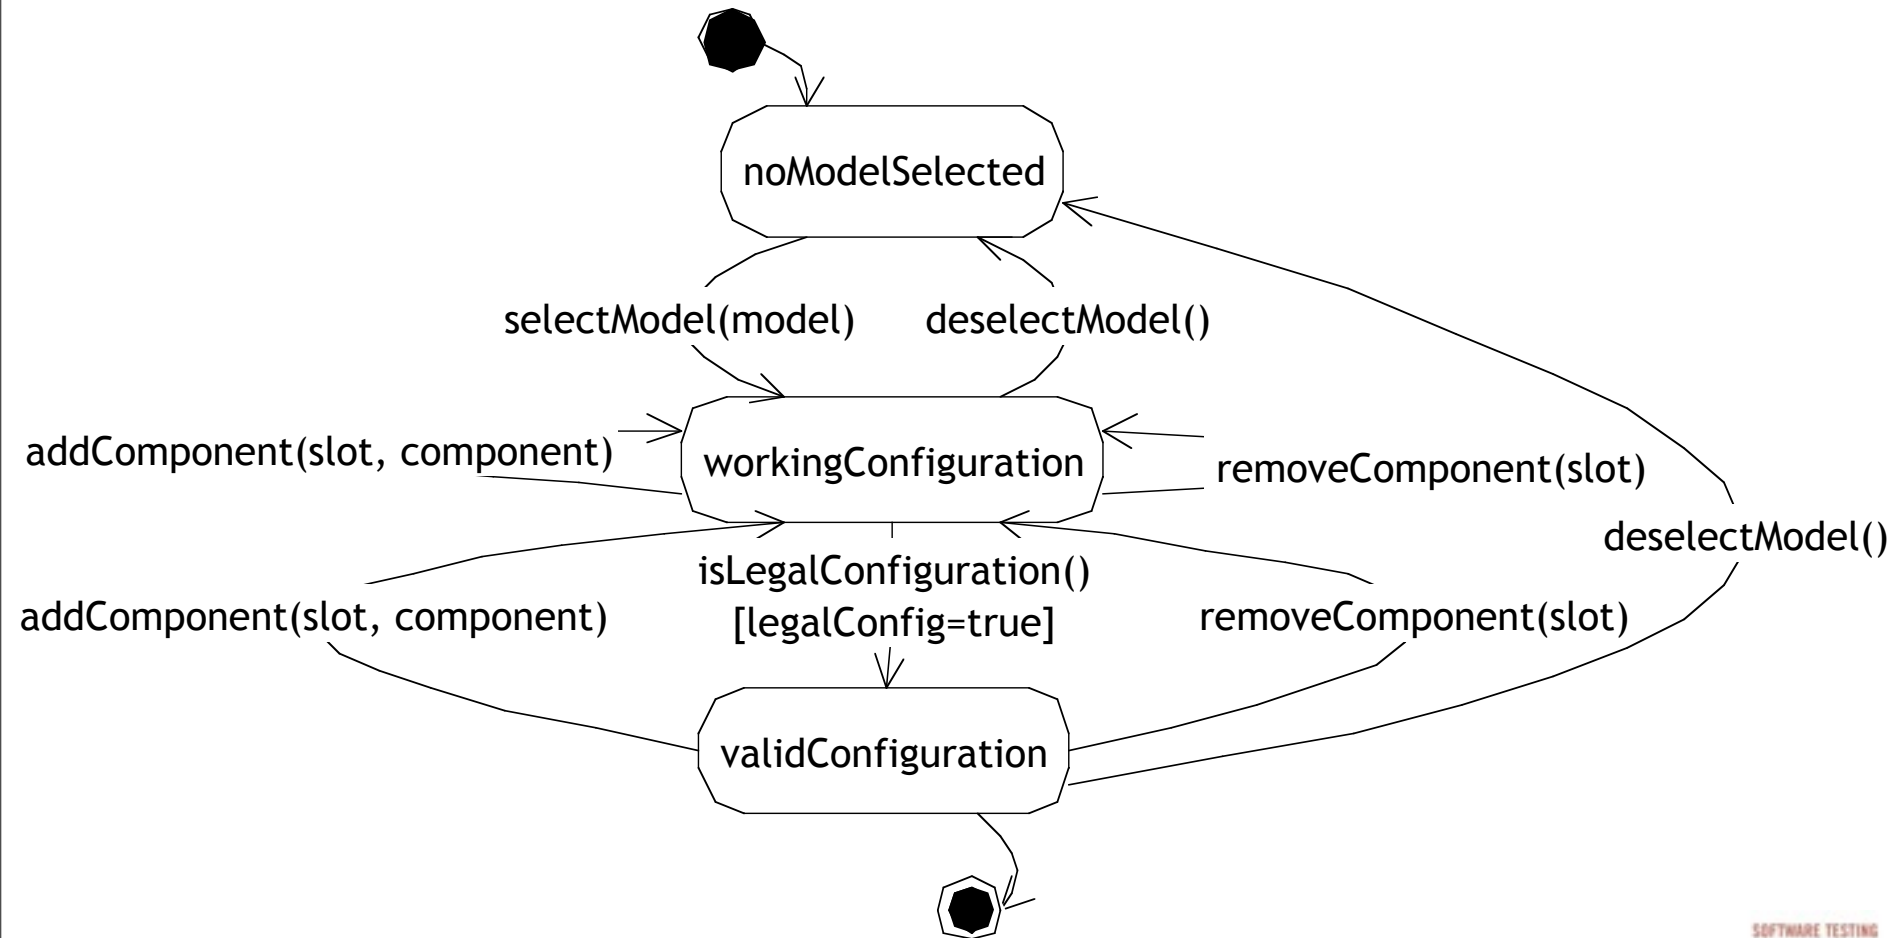 noModelSelected
selectModel(model)
deselectModel()
addComponent(slot, component)
workingConfiguration
removeComponent(slot)
deselectModel()
isLegalConfiguration()
[legalConfig=true]
addComponent(slot, component)
removeComponent(slot)
validConfiguration
SOFTWARE TESTING